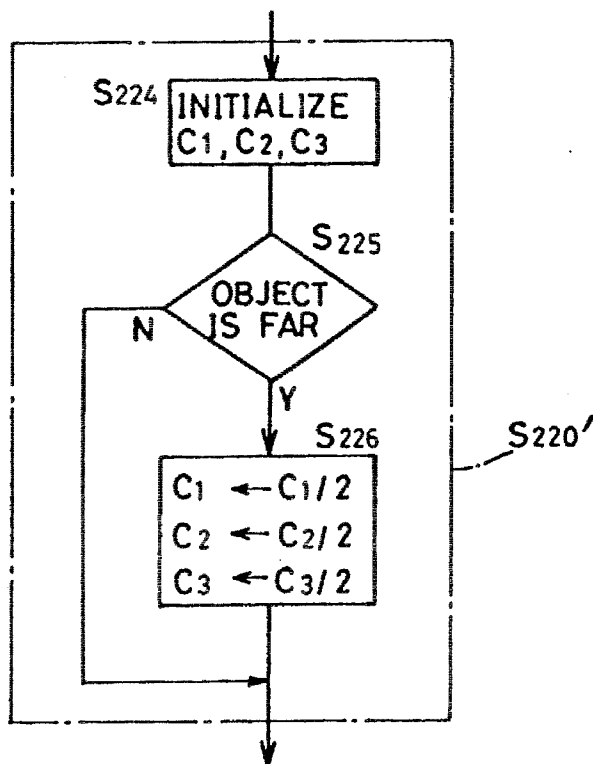 S224
INITIALIZE
C1, C2, C3
S225
OBJECT
IS FAR
N
Y
S226
C1 ← C1/2
C2 ← C2/2
C3 ← C3/2
S220'